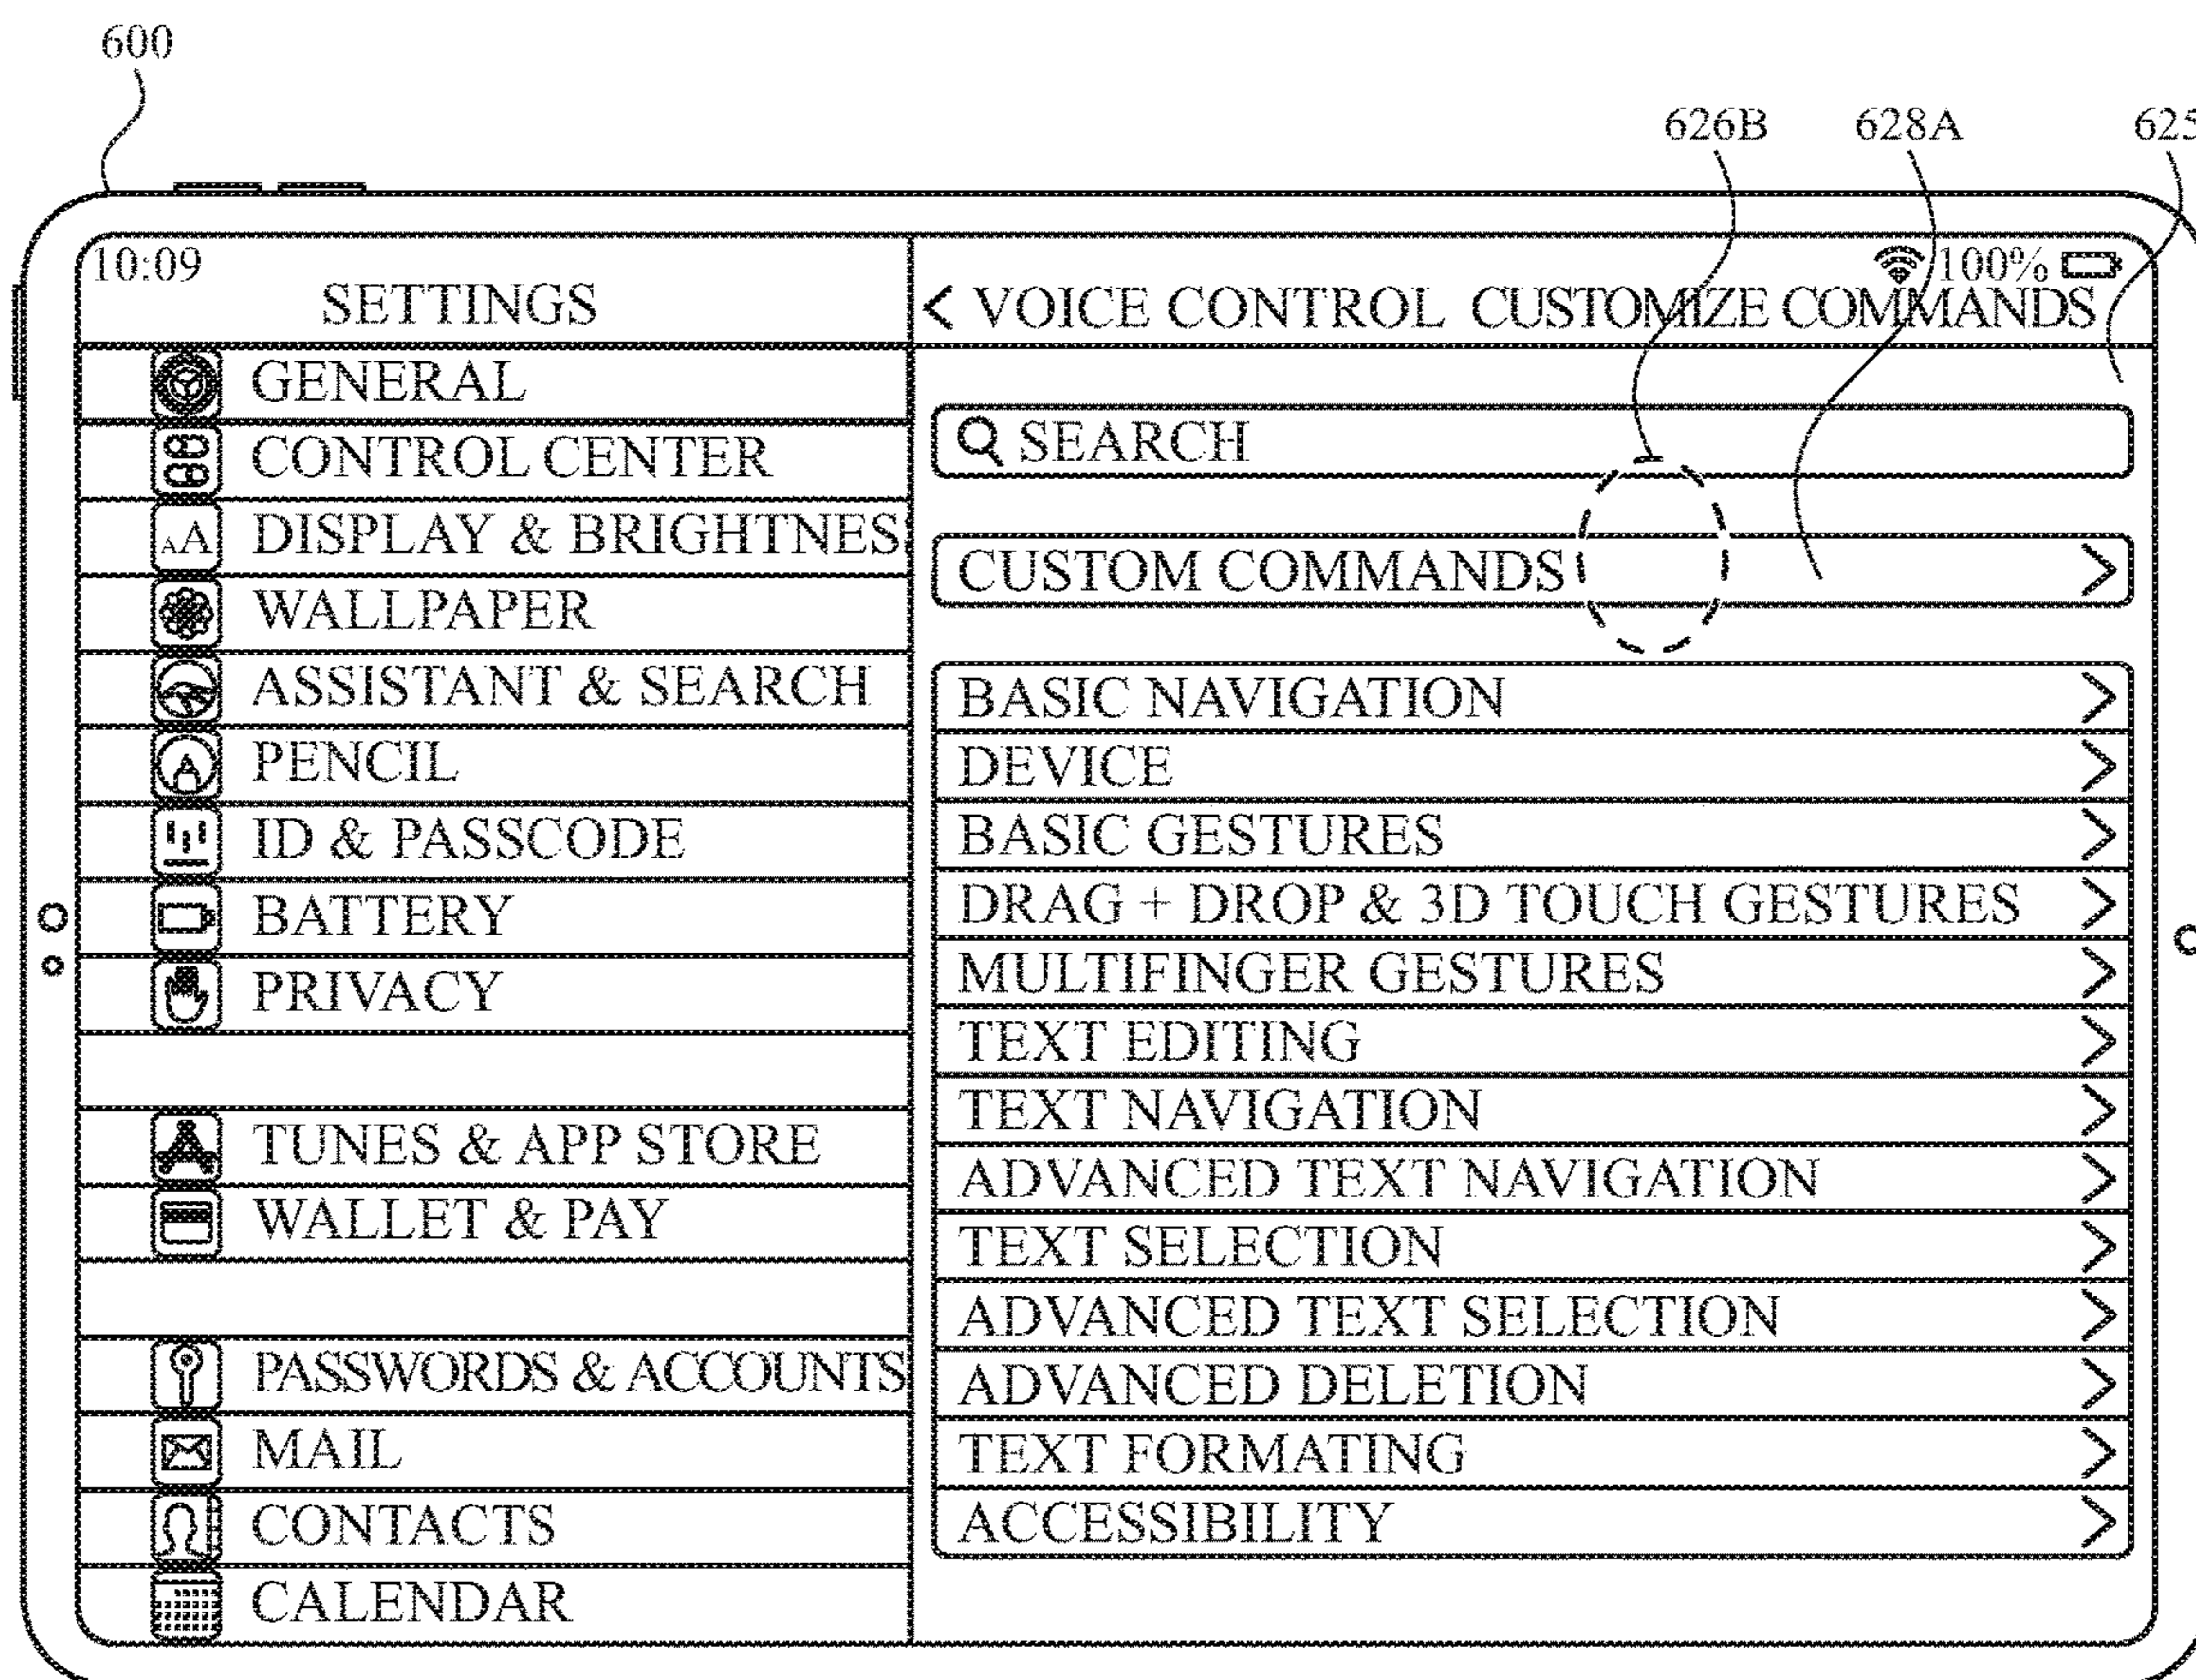 600
626B 628A 625
10:09
100%
SETTINGS
< VOICE CONTROL CUSTOMIZE COMMANDS
GENERAL
CONTROL CENTER
AA DISPLAY & BRIGHTNES
WALLPAPER
ASSISTANT & SEARCH
PENCIL
ID & PASSCODE
BATTERY
PRIVACY
TUNES & APP STORE
WALLET & PAY
PASSWORDS & ACCOUNTS
MAIL
CONTACTS
CALENDAR
SEARCH
CUSTOM COMMANDS
BASIC NAVIGATION
DEVICE
BASIC GESTURES
DRAG + DROP & 3D TOUCH GESTURES
MULTIFINGER GESTURES
TEXT EDITING
TEXT NAVIGATION
ADVANCED TEXT NAVIGATION
TEXT SELECTION
ADVANCED TEXT SELECTION
ADVANCED DELETION
TEXT FORMATING
ACCESSIBILITY